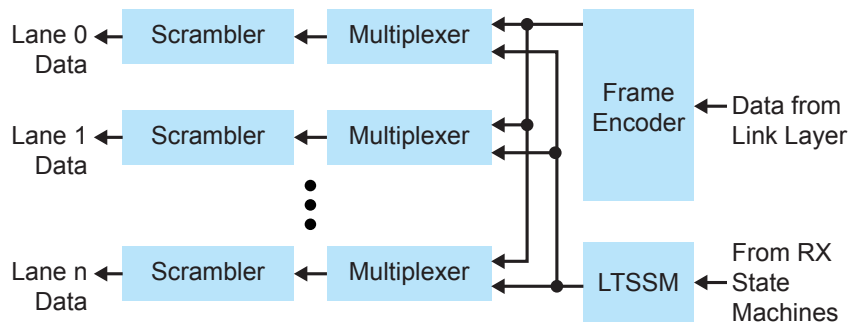 Lane 0
Data
Scrambler
Multiplexer
Frame
Encoder
Data from
Link Layer
Lane 1
Data
Scrambler
Multiplexer
Lane n
Data
Scrambler
Multiplexer
LTSSM
From RX
State
Machines